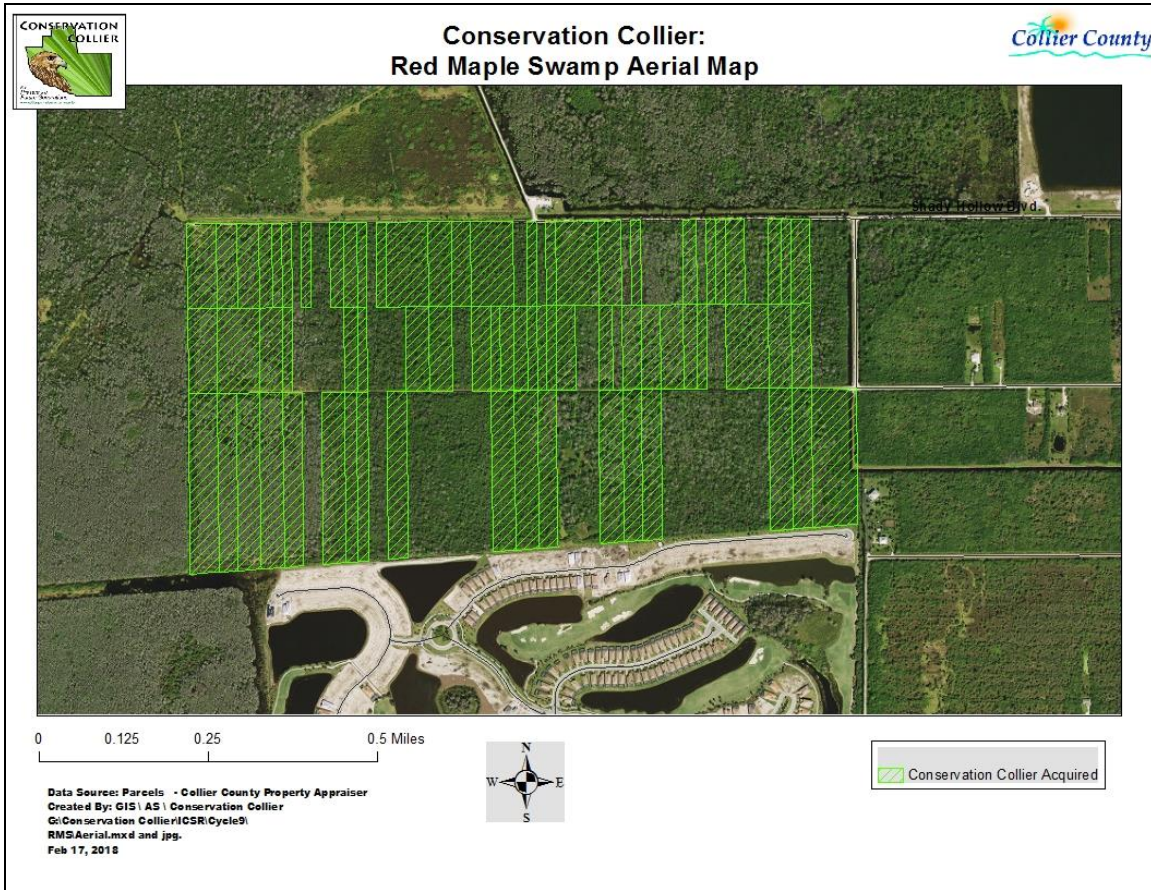 CONSERVATION
COLLIER
Conservation Collier:
Red Maple Swamp Aerial Map
Collier County
Shady Hollow Blvd.
0 0.125 0.25 0.5 Miles
N
W E
S
Conservation Collier Acquired
Data Source: Parcels - Collier County Property Appraiser
Created By: GIS \ AS \ Conservation Collier
G:\Conservation Collier\ICSR\Cycle9\
RMS\Aerial.mxd and jpg.
Feb 17, 2018